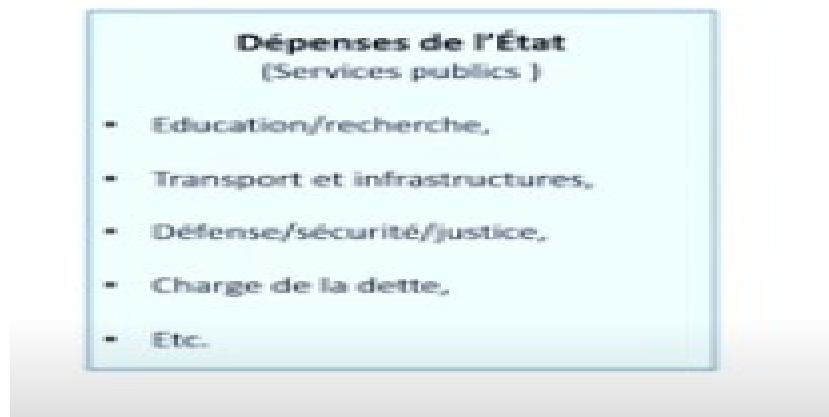 Dépenses de l'État
(Services publics )
• Education/recherche,
• Transport et infrastructures,
• Défense/sécurité/justice,
• Charge de la dette,
• Etc.